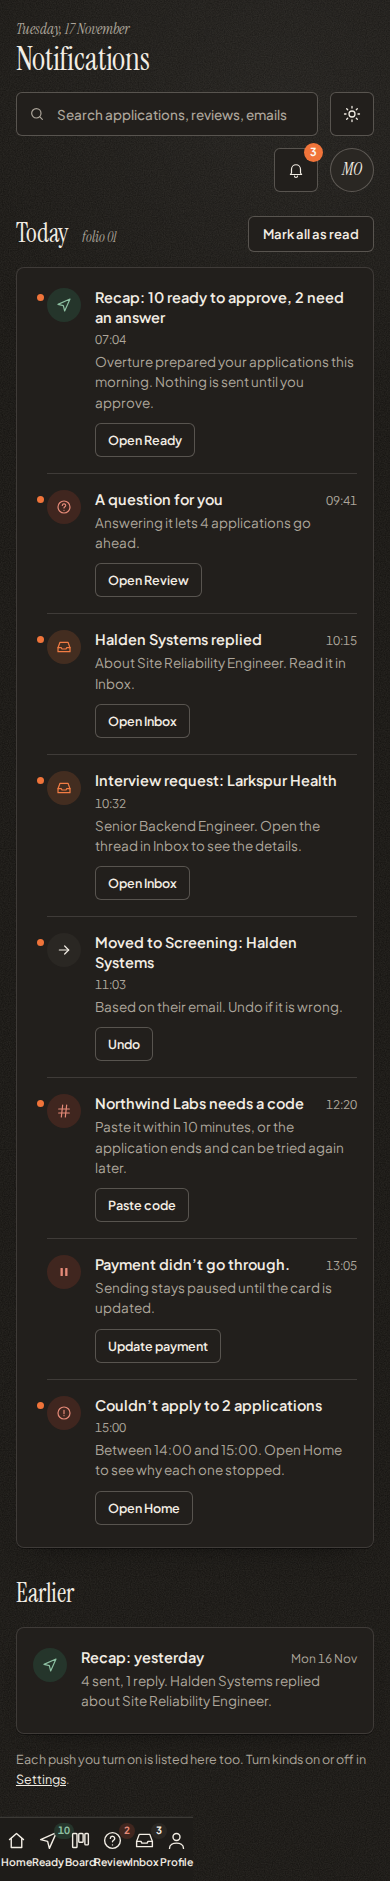 Tuesday, 17 November
Notifications
Search applications, reviews, emails
3
MO
Today folio 01 Mark all as read
Recap: 10 ready to approve, 2 need
an answer
07:04
Overture prepared your applications this
morning. Nothing is sent until you
approve.
Open Ready
A question for you 09:41
Answering it lets 4 applications go
ahead.
Open Review
Halden Systems replied 10:15
About Site Reliability Engineer. Read it in
Inbox.
Open Inbox
Interview request: Larkspur Health
10:32
Senior Backend Engineer. Open the
thread in Inbox to see the details.
Open Inbox
Moved to Screening: Halden
Systems
11:03
Based on their email. Undo if it is wrong.
Undo
Northwind Labs needs a code 12:20
Paste it within 10 minutes, or the
application ends and can be tried again
later.
Paste code
Payment didn’t go through. 13:05
Sending stays paused until the card is
updated.
Update payment
Couldn’t apply to 2 applications
15:00
Between 14:00 and 15:00. Open Home
to see why each one stopped.
Open Home
Earlier
Recap: yesterday Mon 16 Nov
4 sent, 1 reply. Halden Systems replied
about Site Reliability Engineer.
Each push you turn on is listed here too. Turn kinds on or off in
Settings.
10 2 3
Home Ready Board Review Inbox Profile